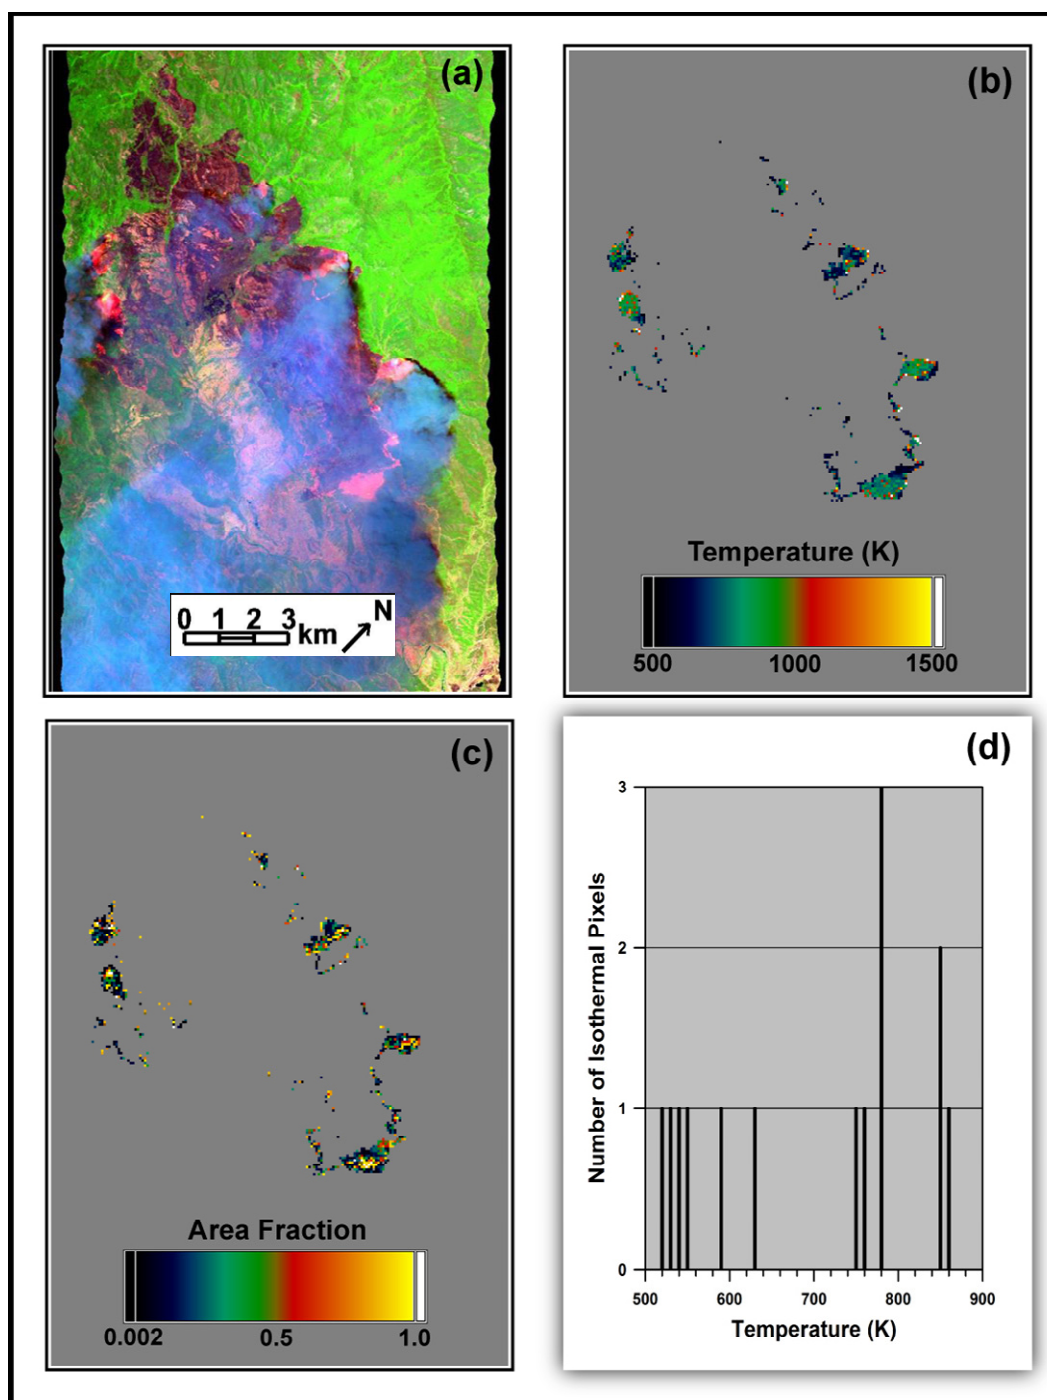 (a)
0 1 2 3 km N
(b)
Temperature (K)
500 1000 1500
(c)
Area Fraction
0.002 0.5 1.0
(d)
3
2
1
0
Number of Isothermal Pixels
500 600 700 800 900
Temperature (K)